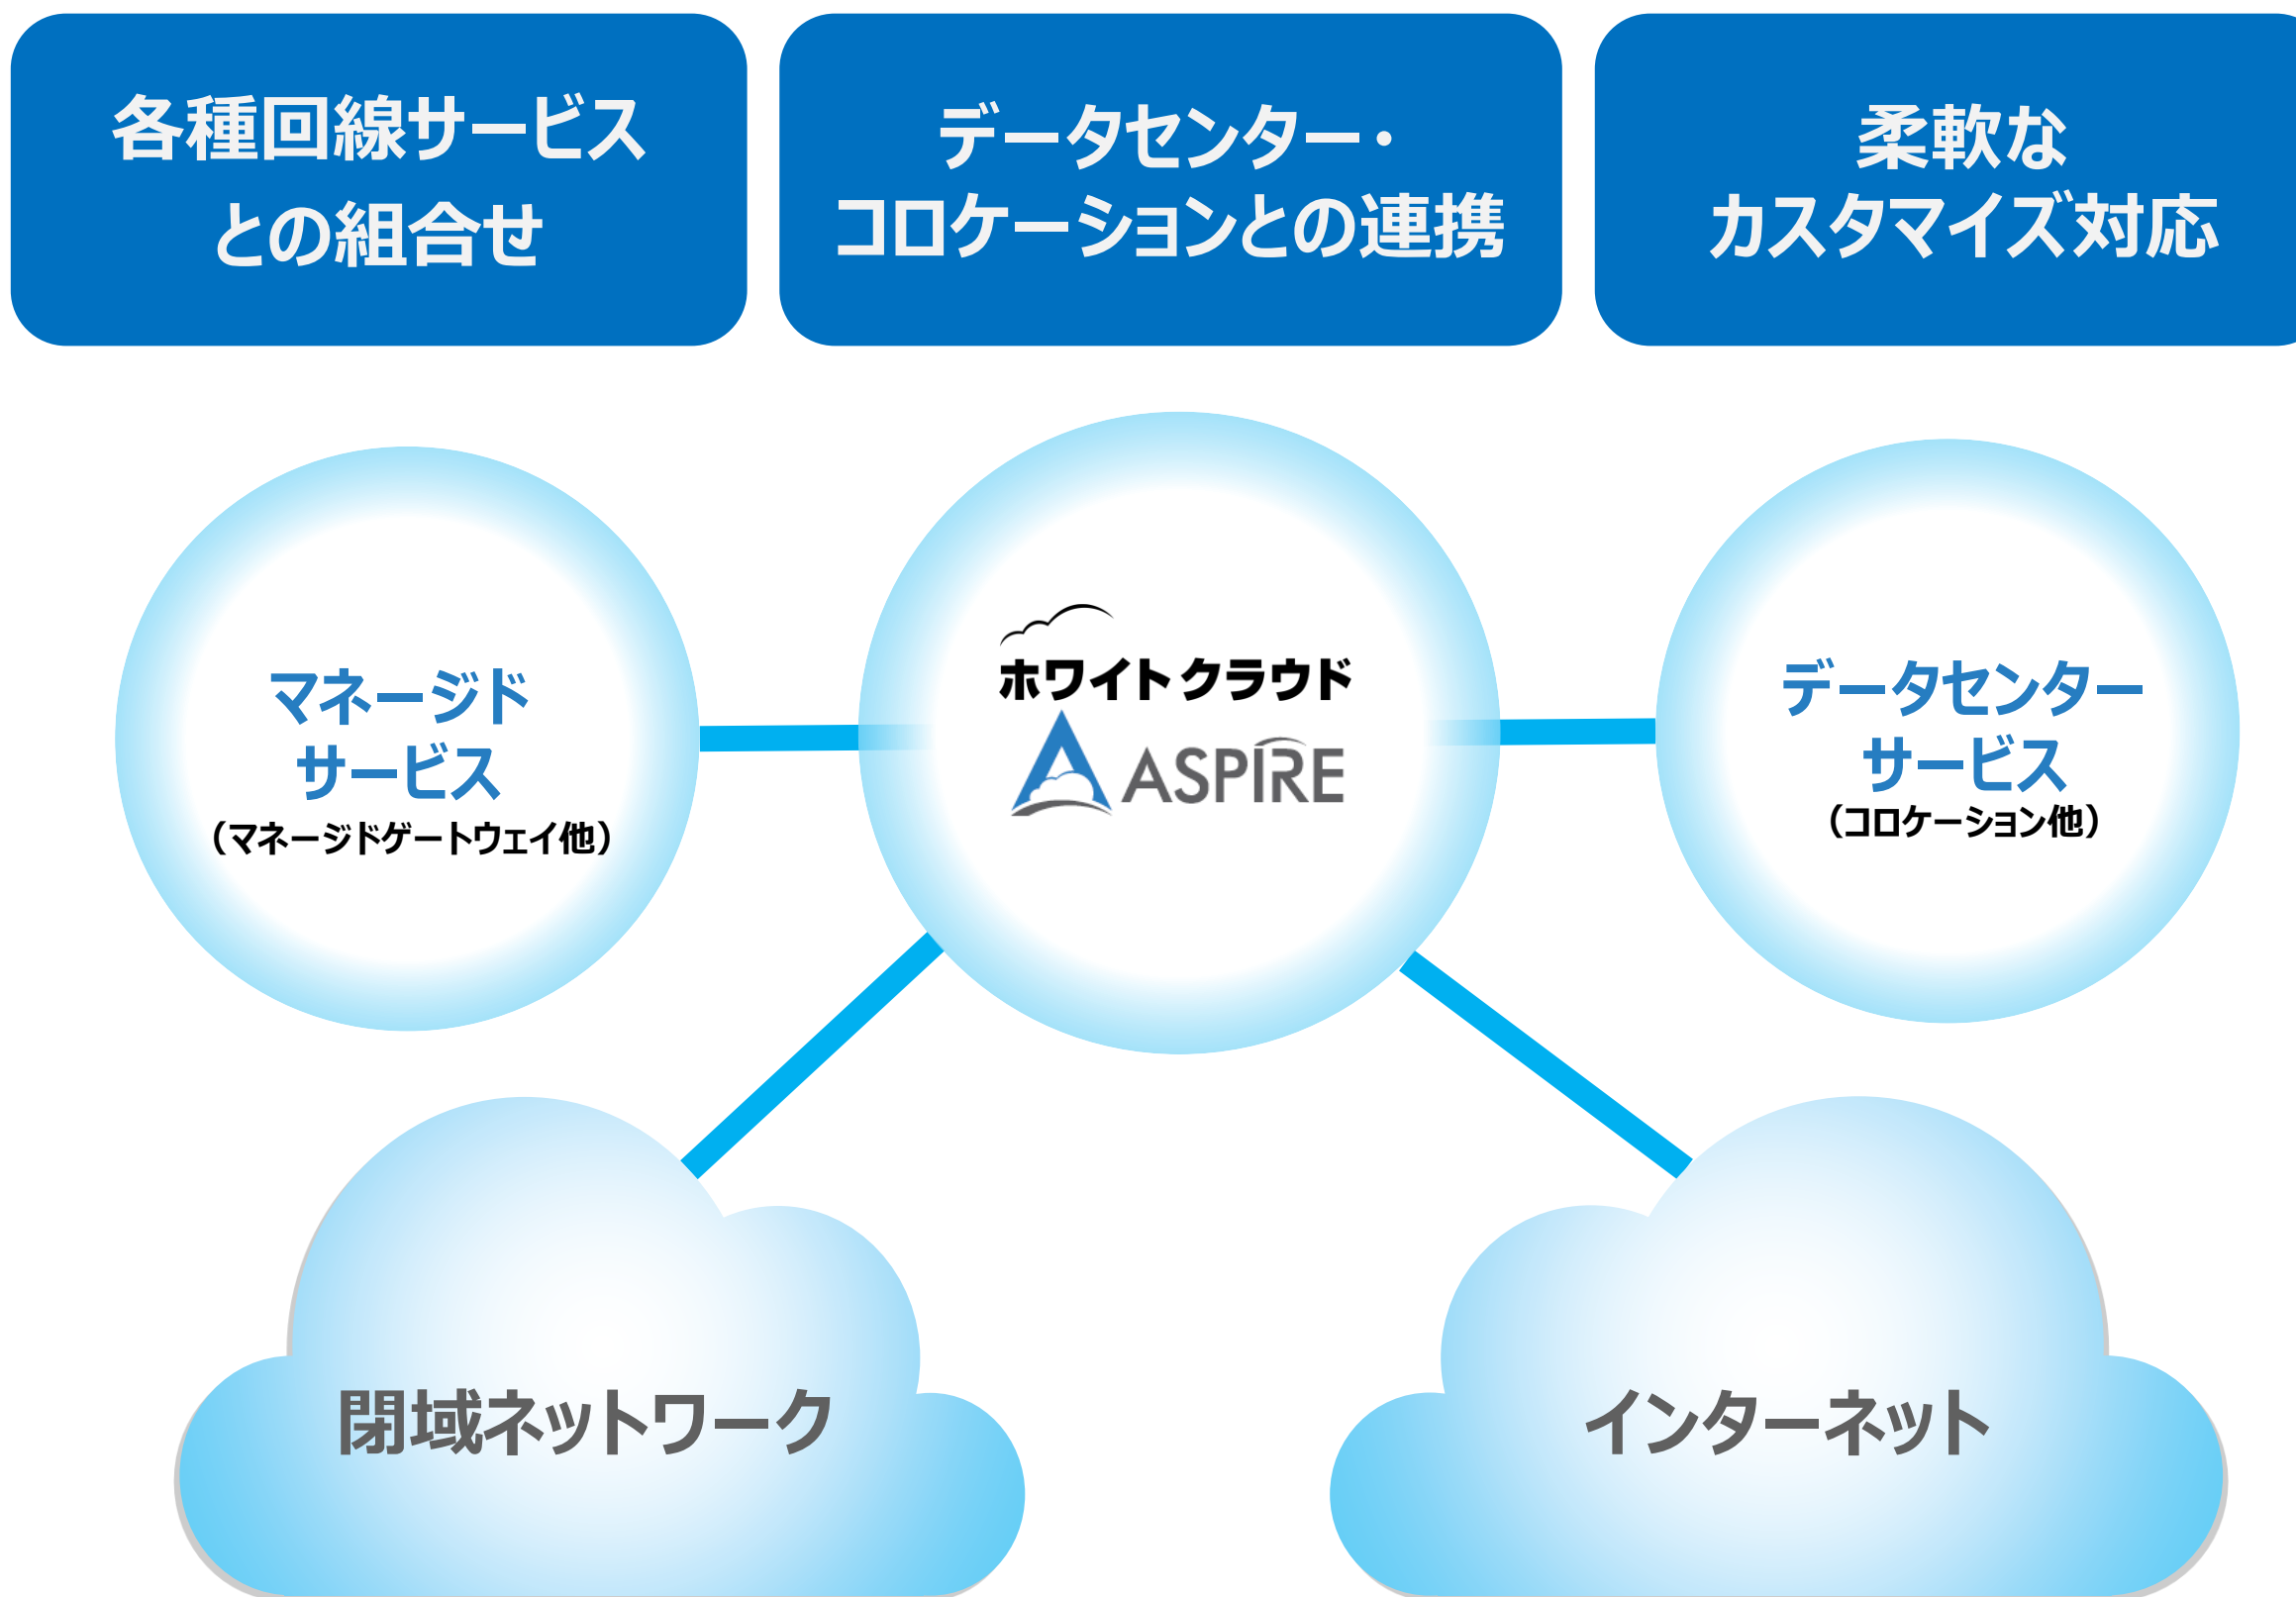 各種回線サービス
との組合せ
データセンター・
コロケーションとの連携
柔軟な
カスタマイズ対応
マネージド
サービス
（マネージドゲートウェイ他）
ホワイトクラウド
ASPIRE
データセンター
サービス
（コロケーション他）
閉域ネットワーク
インターネット